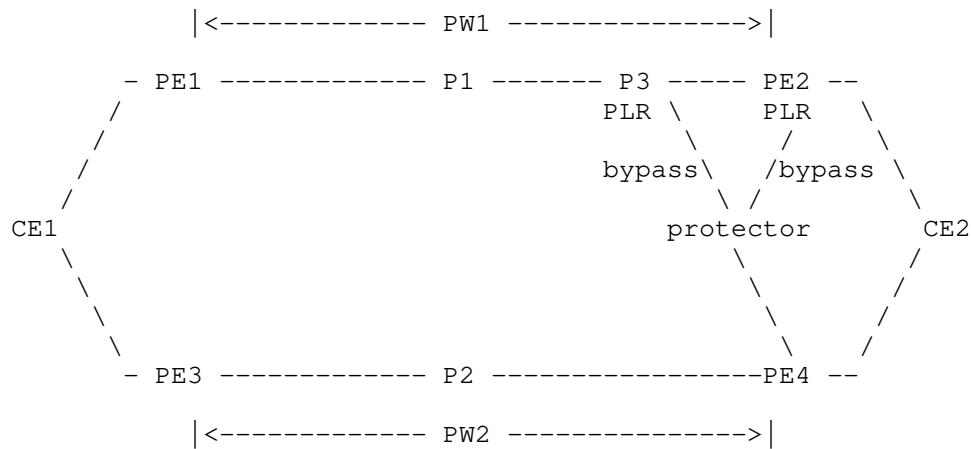 |<------------- PW1 --------------->|
- PE1 ------------- P1 ------- P3 ----- PE2 --
PLR PLR
bypass bypass
CE1 protector CE2
- PE3 ------------- P2 -----------------PE4 --
|<------------- PW2 --------------->|